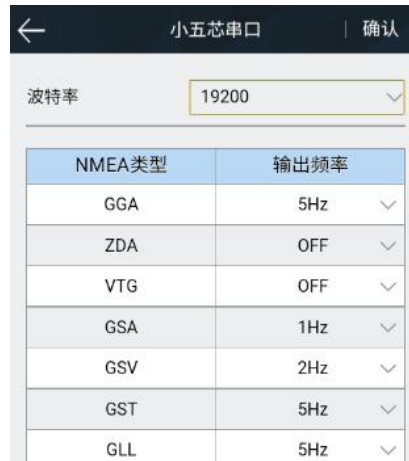 小五芯串口 确认
波特率 19200
NMEA类型 输出频率
GGA 5Hz
ZDA OFF
VTG OFF
GSA 1Hz
GSV 2Hz
GST 5Hz
GLL 5Hz